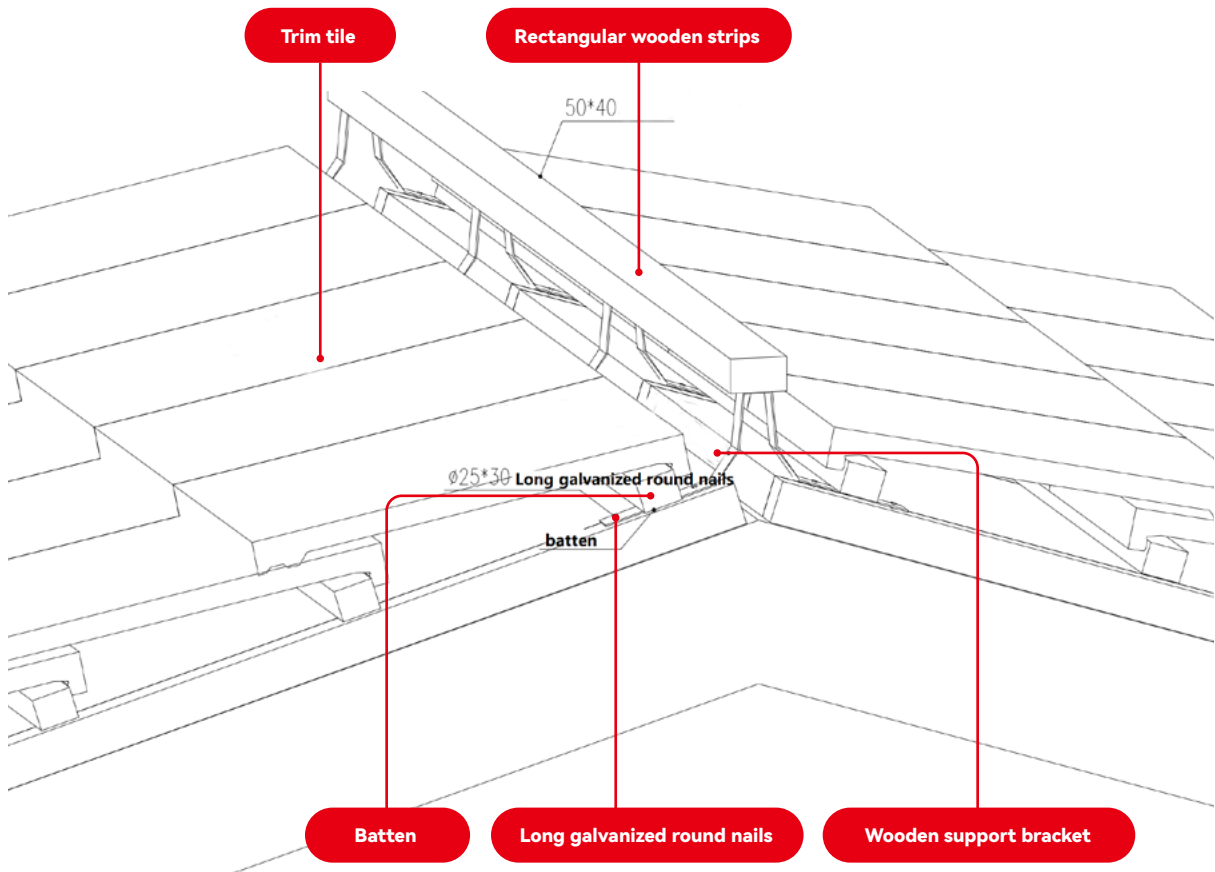 Trim tile
Rectangular wooden strips
50*40
ø25*30 Long galvanized round nails
batten
Batten
Long galvanized round nails
Wooden support bracket